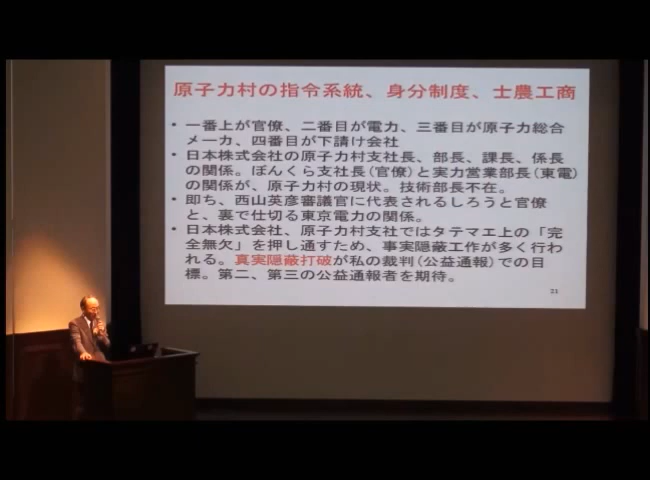 原子力村の指令系統、身分制度、士農工商
• 一番上が官僚、二番目が電力、三番目が原子力総合
メーカ、四番目が下請け会社
• 日本株式会社の原子力村支社長、部長、課長、係長
の関係。ぼんくら支社長(官僚)と実力営業部長(東電)
の関係が、原子力村の現状。技術部長不在。
• 即ち、西山英彦審議官に代表されるしろうと官僚
と、裏で仕切る東京電力の関係。
• 日本株式会社、原子力村支社ではタテマエ上の「完
全無欠」を押し通すため、事実隠蔽工作が多く行わ
れる。真実隠蔽打破が私の裁判(公益通報)での目
標。第二、第三の公益通報者を期待。
21